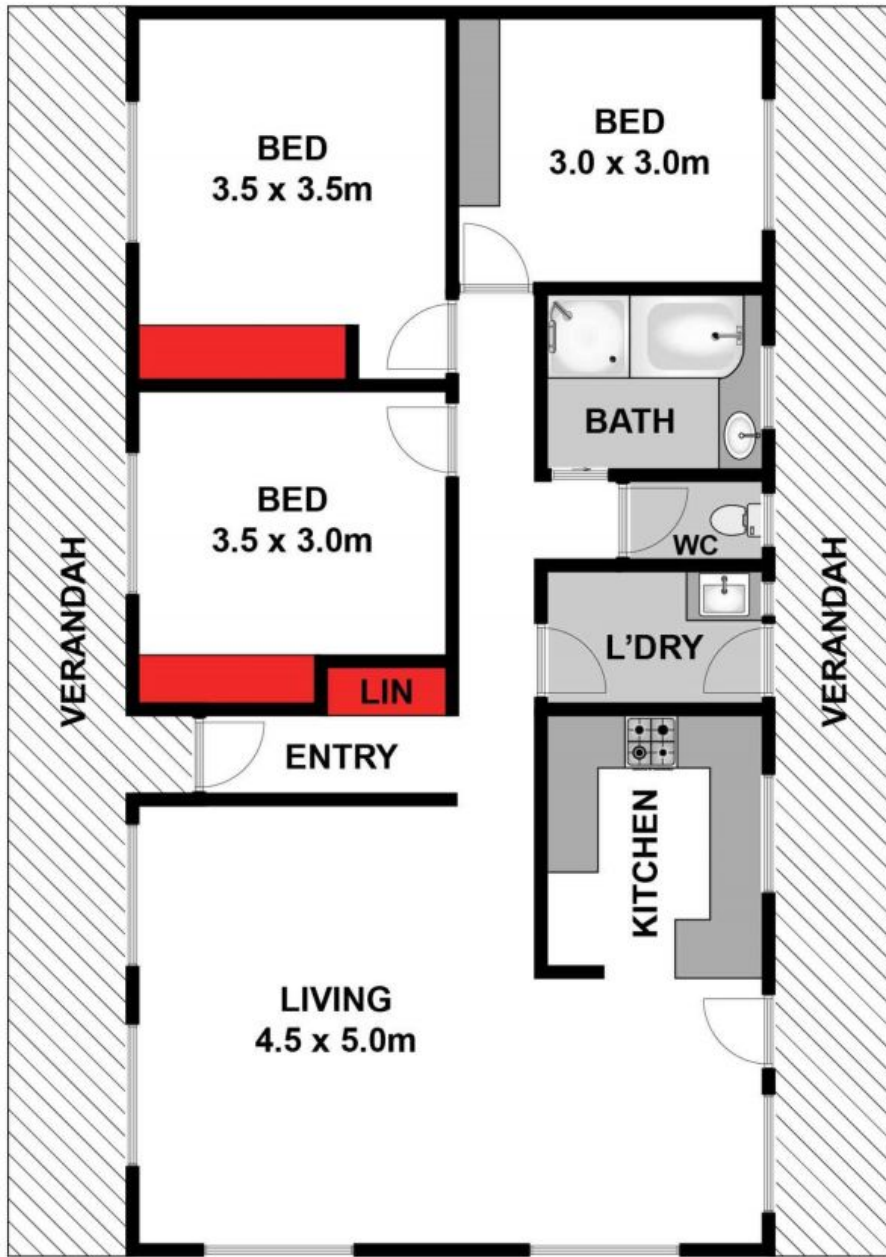 BED
3.5 x 3.5m
BED
3.0 x 3.0m
BATH
BED
3.5 x 3.0m
WC
VERANDAH
VERANDAH
L'DRY
LIN
ENTRY
KITCHEN
LIVING
4.5 x 5.0m